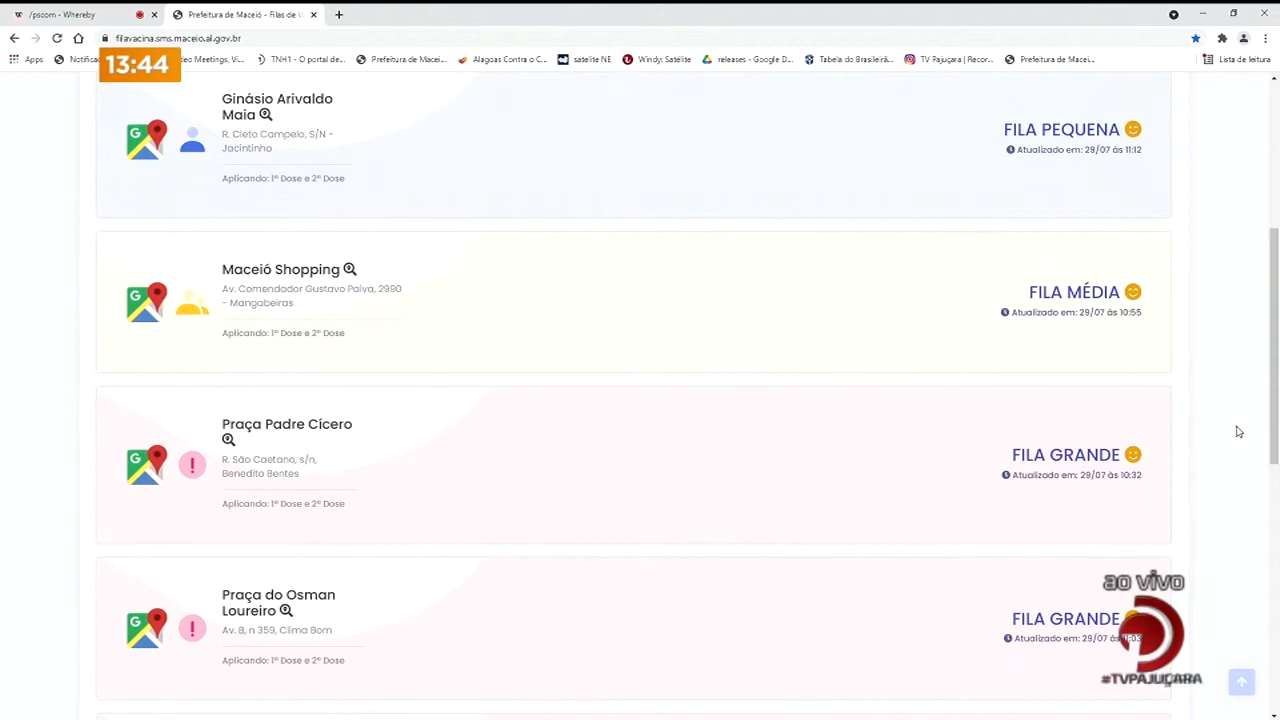 /pscom - Whereby
Prefeitura de Maceió - Filas de V
filavacina.sms.maceio.al.gov.br
Apps
Notificaç
eo Meetings, Vi...
TNH1 - O portal de...
Prefeitura de Macei...
Alagoas Contra o C...
satelite NE
Windy: Satélite
releases - Google D...
Tabela do Brasileirã...
TV Pajuçara | Recor...
Prefeitura de Macei...
Lista de leitura
13:44
Ginásio Arivaldo
Maia
R. Cleto Campelo, S/N -
Jacintinho
Aplicando: 1ª Dose e 2ª Dose
FILA PEQUENA
Atualizado em: 29/07 às 11:12
Maceió Shopping
Av. Comendador Gustavo Paiva, 2990
- Mangabeiras
Aplicando: 1ª Dose e 2ª Dose
FILA MÉDIA
Atualizado em: 29/07 às 10:55
Praça Padre Cícero
R. São Caetano, s/n,
Benedito Bentes
Aplicando: 1ª Dose e 2ª Dose
FILA GRANDE
Atualizado em: 29/07 às 10:32
Praça do Osman
Loureiro
Av. B, n 359, Clima Bom
Aplicando: 1ª Dose e 2ª Dose
FILA GRANDE
Atualizado em: 29/07 às
ao vivo
#TVPAJUÇARA